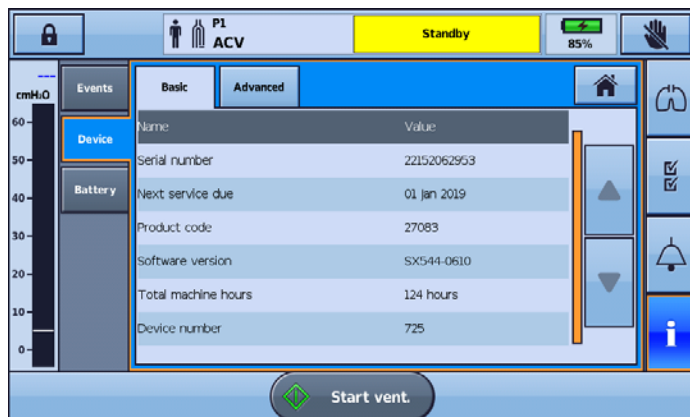 P1
ACV
Standby
85%
---
cmH₂O
60
50
40
30
20
10
0
Events
Device
Battery
Basic
Advanced
Name Value
Serial number 22152062953
Next service due 01 Jan 2019
Product code 27083
Software version SX544-0610
Total machine hours 124 hours
Device number 725
i
Start vent.